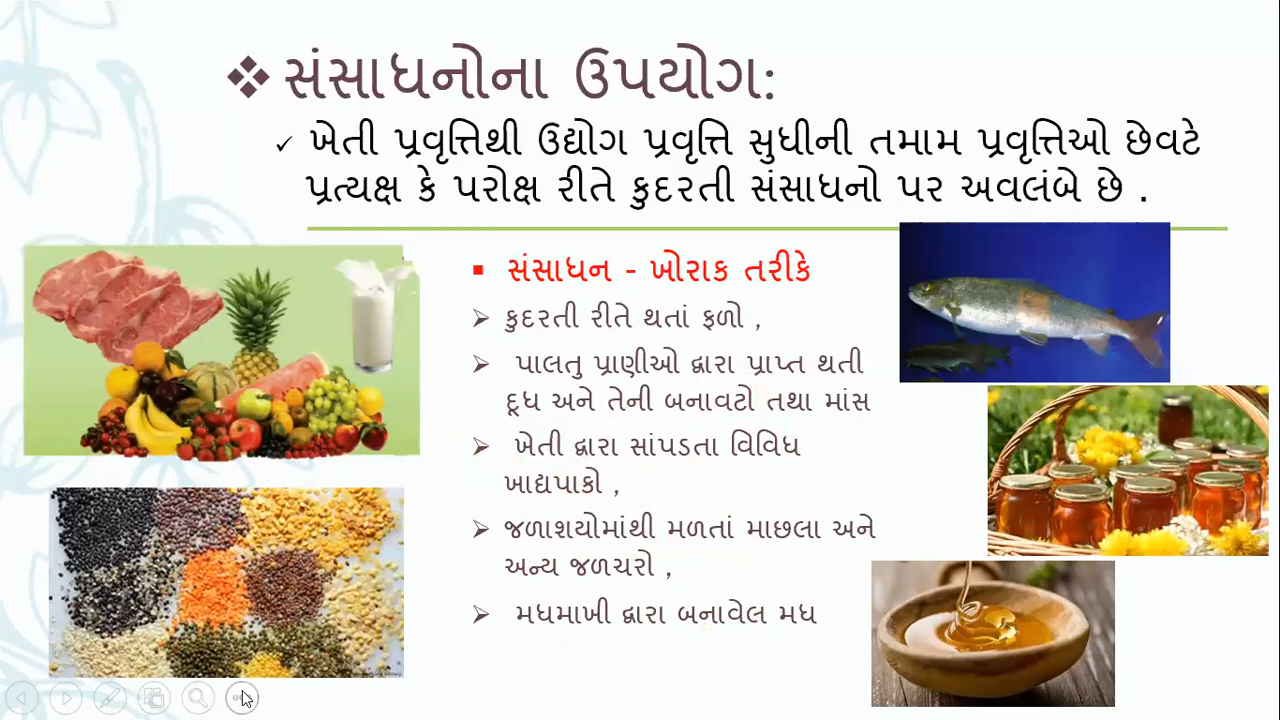 ❖ સંસાધનોના ઉપયોગ:
✓ ખેતી પ્રવૃત્તિથી ઉદ્યોગ પ્રવૃત્તિ સુધીની તમામ પ્રવૃત્તિઓ છેવટે
પ્રત્યક્ષ કે પરોક્ષ રીતે કુદરતી સંસાધનો પર અવલંબે છે .
▪ સંસાધન - ખોરાક તરીકે
➢ કુદરતી રીતે થતાં ફળો ,
➢ પાલતુ પ્રાણીઓ દ્વારા પ્રાપ્ત થતી
દૂધ અને તેની બનાવટો તથા માંસ
➢ ખેતી દ્વારા સાંપડતા વિવિધ
ખાદ્યપાકો ,
➢ જળાશયોમાંથી મળતાં માછલા અને
અન્ય જળચરો ,
➢ મધમાખી દ્વારા બનાવેલ મધ